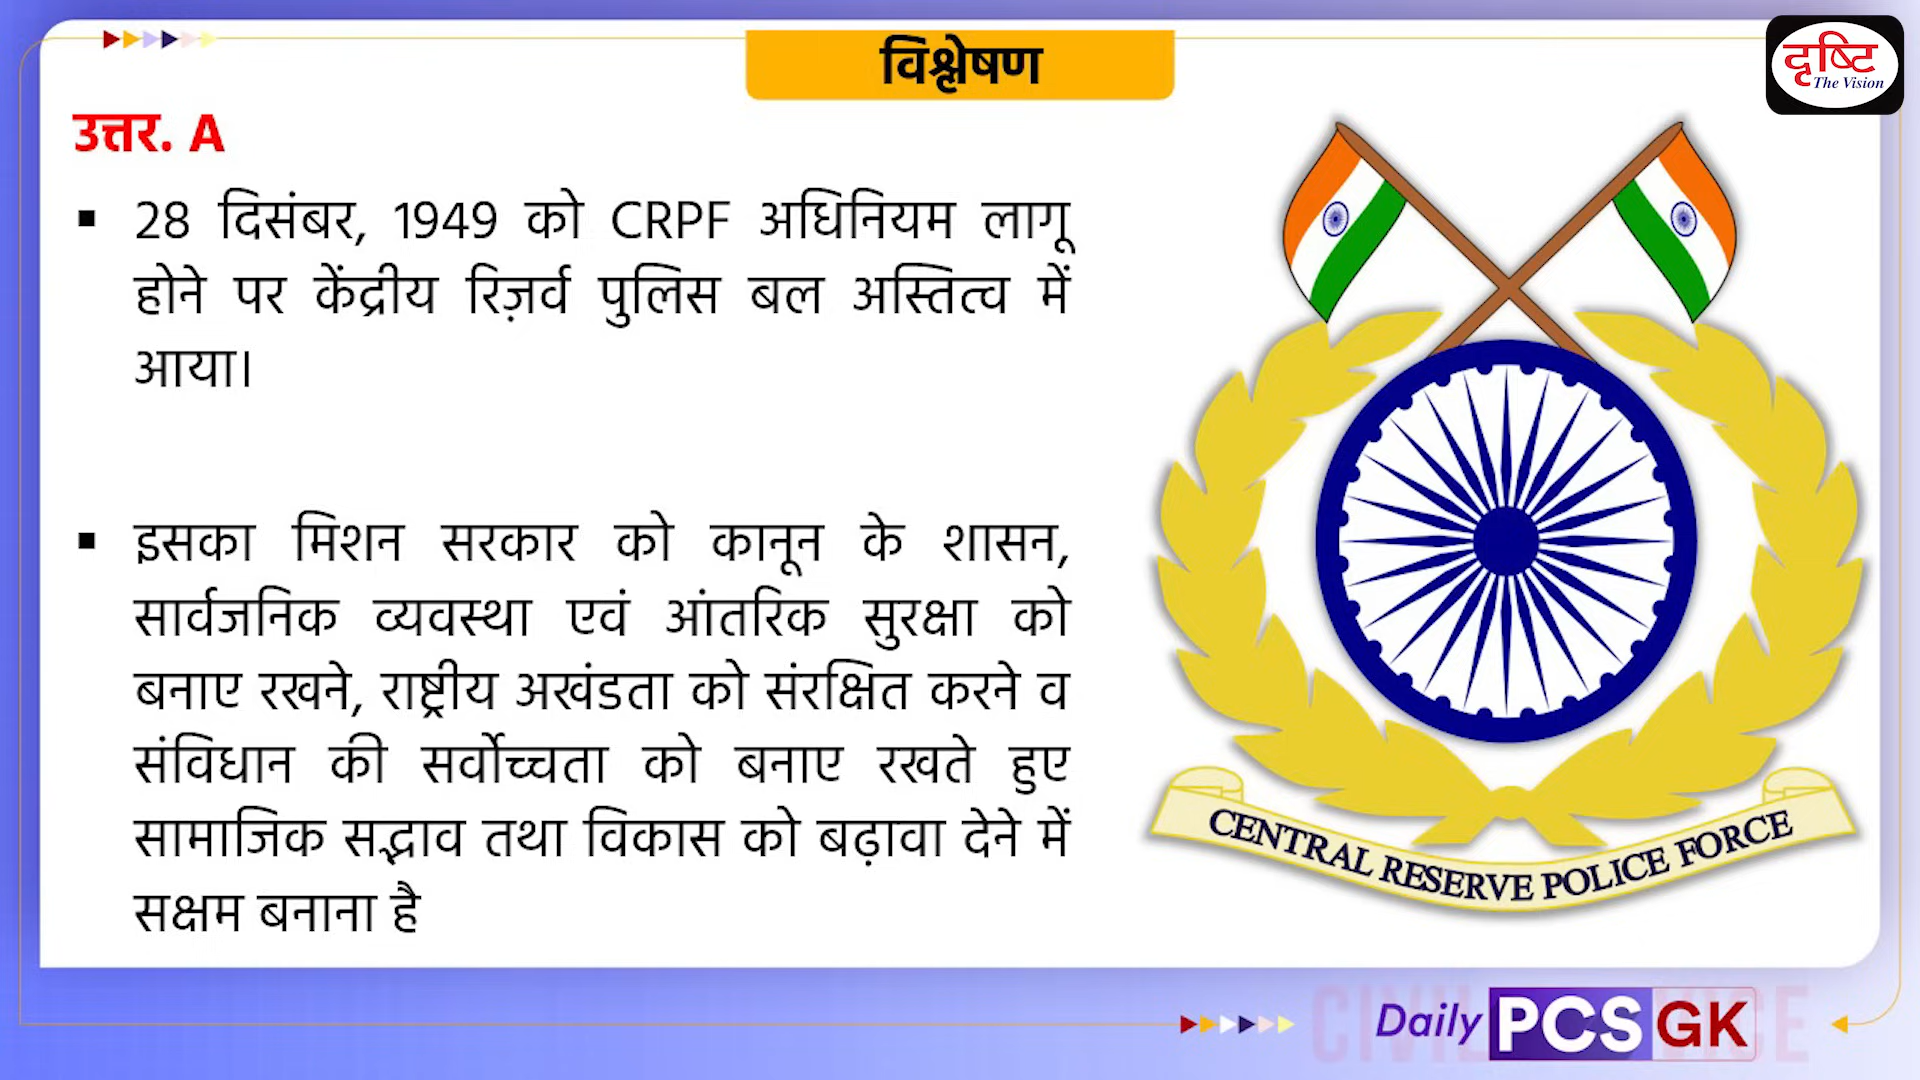 विश्लेषण
दृष्टि
The Vision
उत्तर. A
▪ 28 दिसंबर, 1949 को CRPF अधिनियम लागू
होने पर केंद्रीय रिज़र्व पुलिस बल अस्तित्व में
आया।
▪ इसका मिशन सरकार को कानून के शासन,
सार्वजनिक व्यवस्था एवं आंतरिक सुरक्षा को
बनाए रखने, राष्ट्रीय अखंडता को संरक्षित करने व
संविधान की सर्वोच्चता को बनाए रखते हुए
सामाजिक सद्भाव तथा विकास को बढ़ावा देने में
सक्षम बनाना है
CENTRAL RESERVE POLICE FORCE
Daily PCS GK